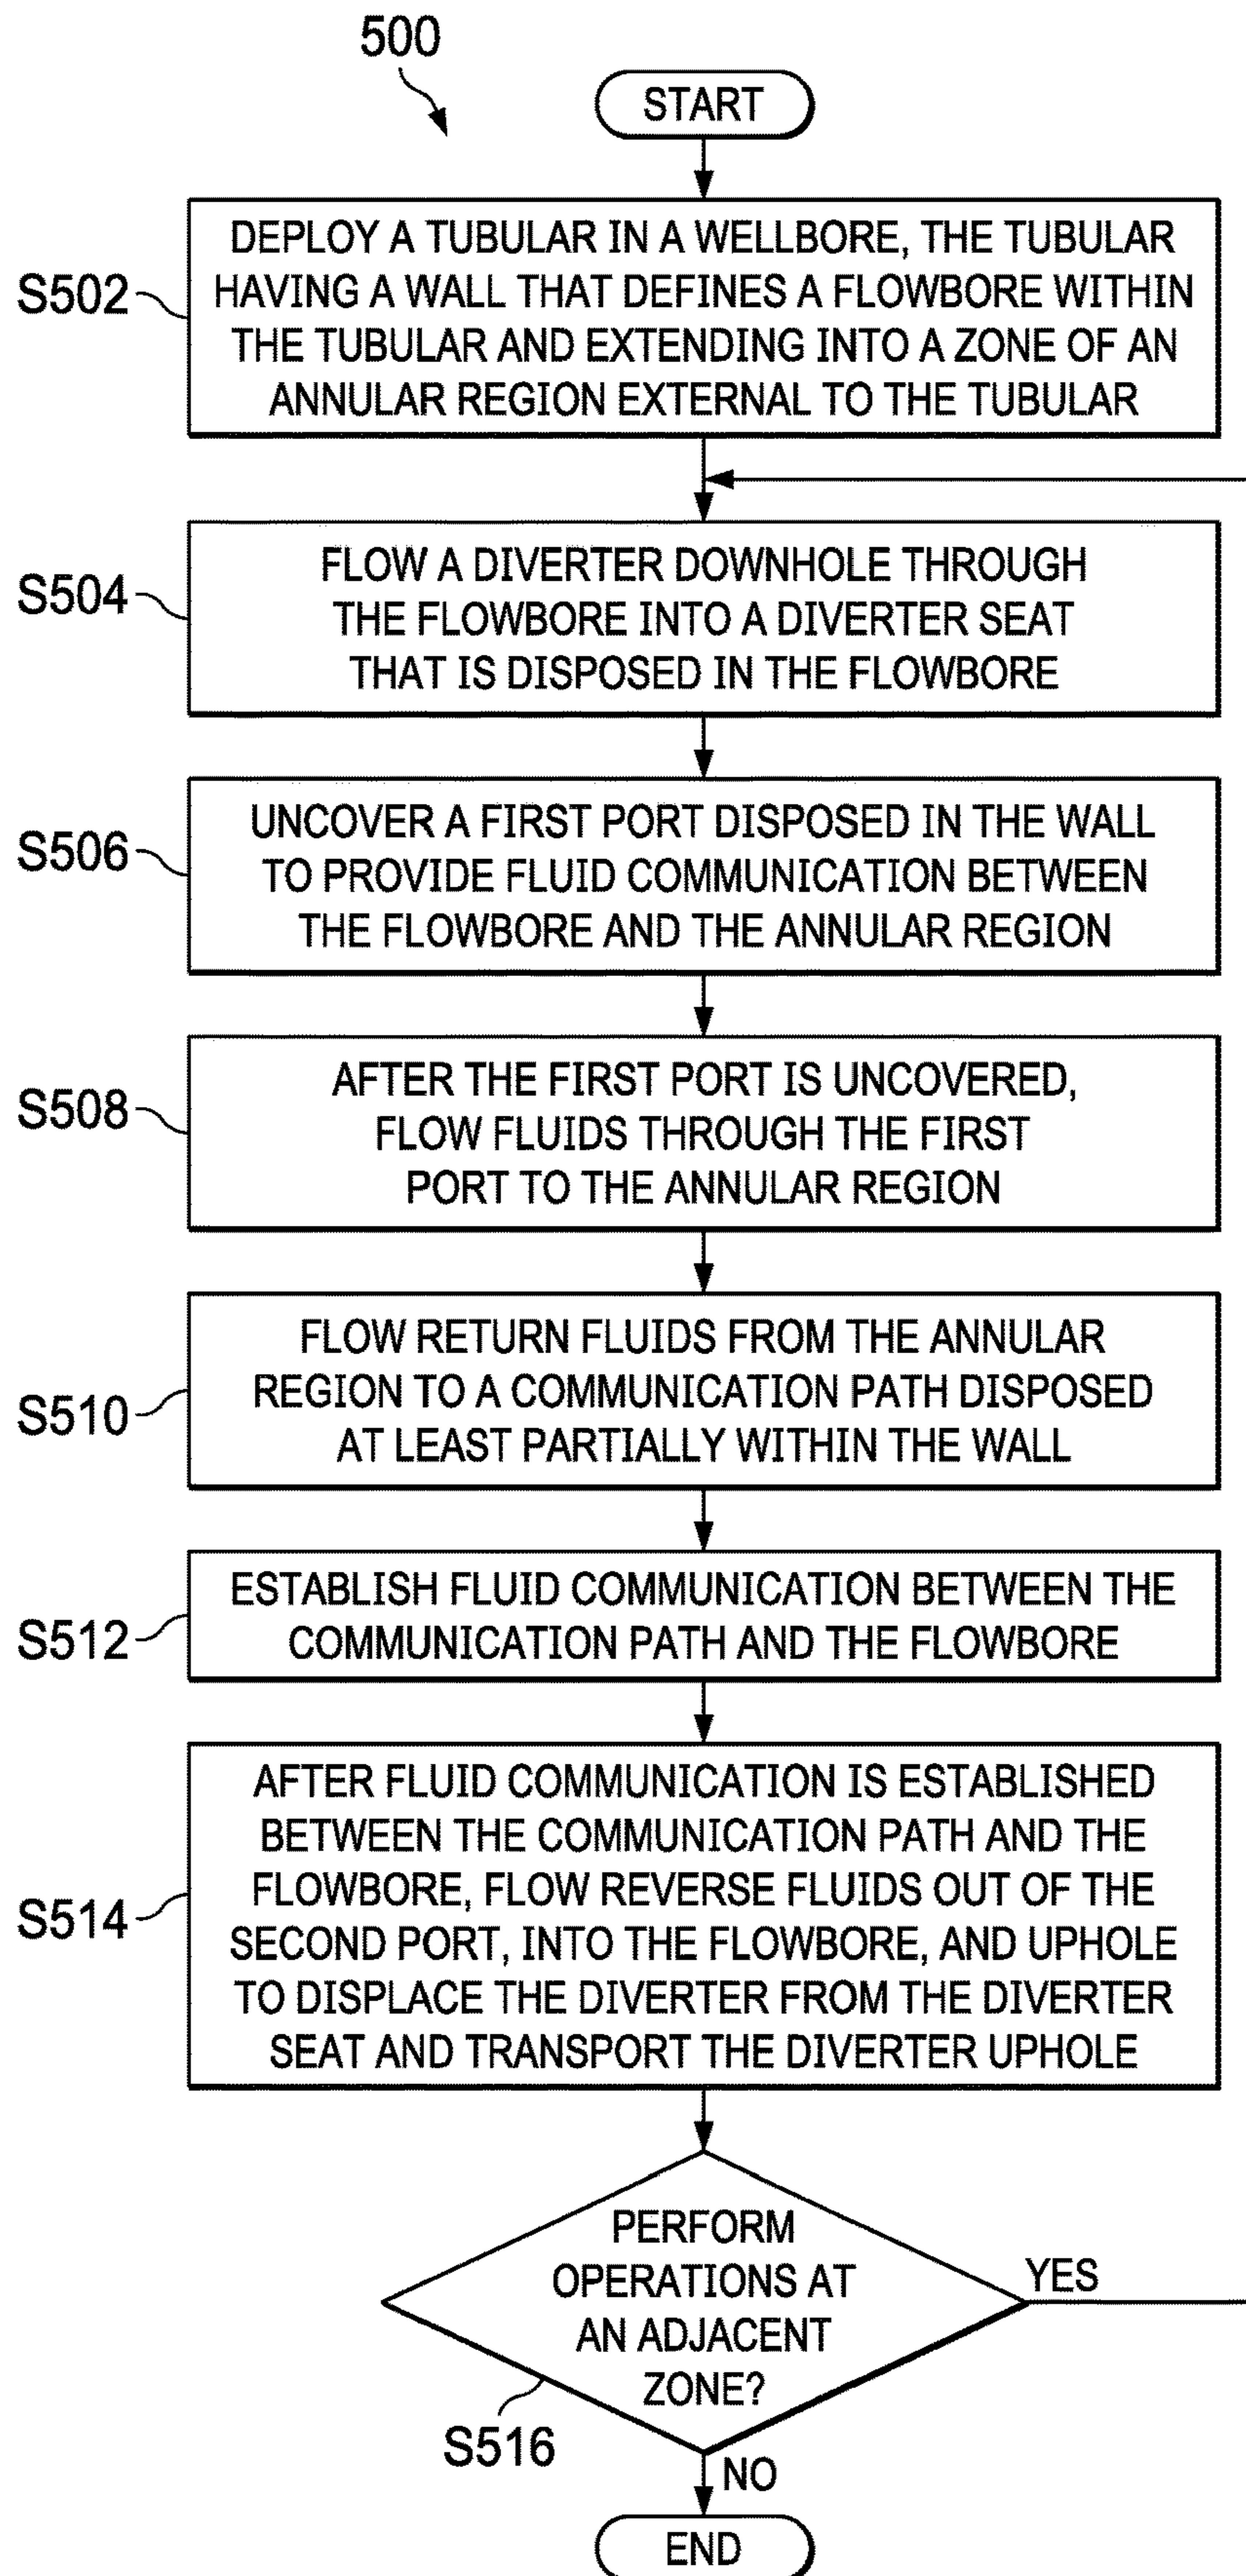 500
START
S502
DEPLOY A TUBULAR IN A WELLBORE, THE TUBULAR
HAVING A WALL THAT DEFINES A FLOWBORE WITHIN
THE TUBULAR AND EXTENDING INTO A ZONE OF AN
ANNULAR REGION EXTERNAL TO THE TUBULAR
S504
FLOW A DIVERTER DOWNHOLE THROUGH
THE FLOWBORE INTO A DIVERTER SEAT
THAT IS DISPOSED IN THE FLOWBORE
S506
UNCOVER A FIRST PORT DISPOSED IN THE WALL
TO PROVIDE FLUID COMMUNICATION BETWEEN
THE FLOWBORE AND THE ANNULAR REGION
S508
AFTER THE FIRST PORT IS UNCOVERED,
FLOW FLUIDS THROUGH THE FIRST
PORT TO THE ANNULAR REGION
S510
FLOW RETURN FLUIDS FROM THE ANNULAR
REGION TO A COMMUNICATION PATH DISPOSED
AT LEAST PARTIALLY WITHIN THE WALL
S512
ESTABLISH FLUID COMMUNICATION BETWEEN THE
COMMUNICATION PATH AND THE FLOWBORE
S514
AFTER FLUID COMMUNICATION IS ESTABLISHED
BETWEEN THE COMMUNICATION PATH AND THE
FLOWBORE, FLOW REVERSE FLUIDS OUT OF THE
SECOND PORT, INTO THE FLOWBORE, AND UPHOLE
TO DISPLACE THE DIVERTER FROM THE DIVERTER
SEAT AND TRANSPORT THE DIVERTER UPHOLE
PERFORM
OPERATIONS AT
AN ADJACENT
ZONE?
YES
S516
NO
END